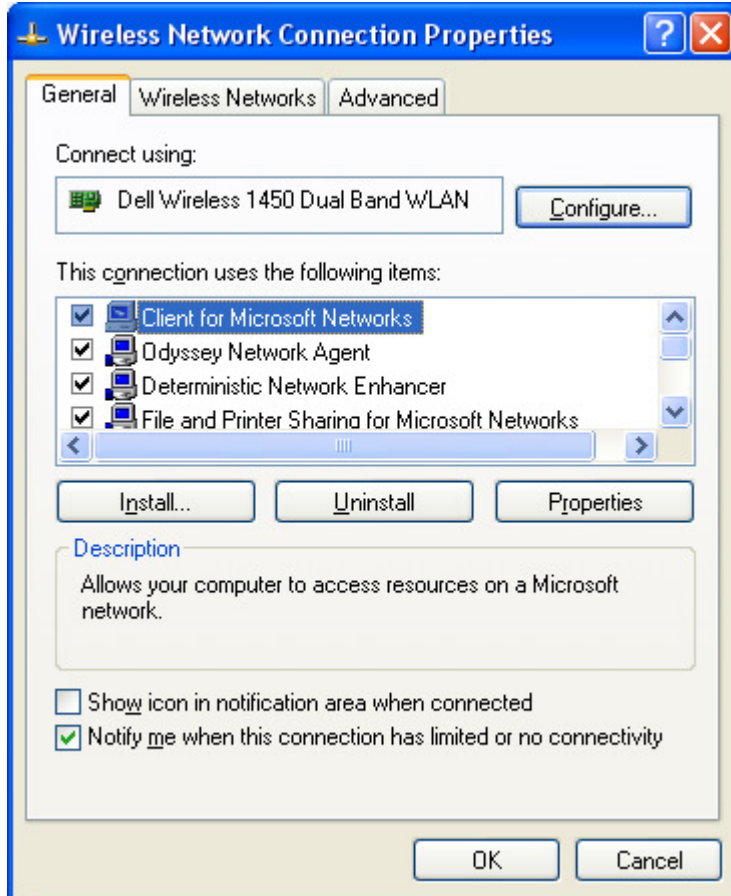 Wireless Network Connection Properties
General Wireless Networks Advanced
Connect using:
Dell Wireless 1450 Dual Band WLAN Configure...
This connection uses the following items:
Client for Microsoft Networks
Odyssey Network Agent
Deterministic Network Enhancer
File and Printer Sharing for Microsoft Networks
Install... Uninstall Properties
Description
Allows your computer to access resources on a Microsoft
network.
Show icon in notification area when connected
Notify me when this connection has limited or no connectivity
OK Cancel